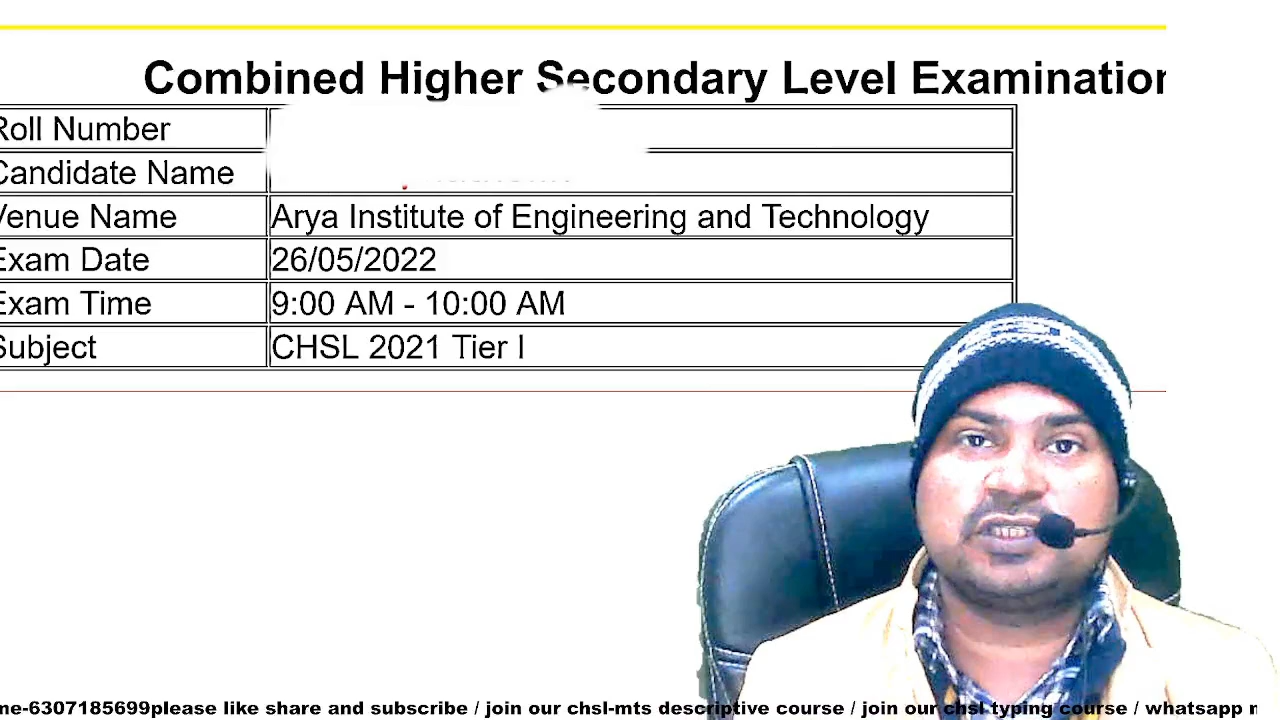 Combined Higher Secondary Level Examination
Roll Number
Candidate Name
Venue Name Arya Institute of Engineering and Technology
Exam Date 26/05/2022
Exam Time 9:00 AM - 10:00 AM
Subject CHSL 2021 Tier I
me-6307185699please like share and subscribe / join our chsl-mts descriptive course / join our chsl typing course / whatsapp